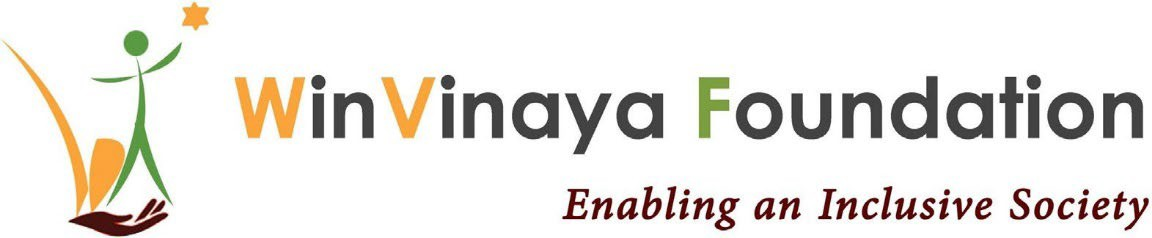 WinVinaya Foundation
Enabling an Inclusive Society